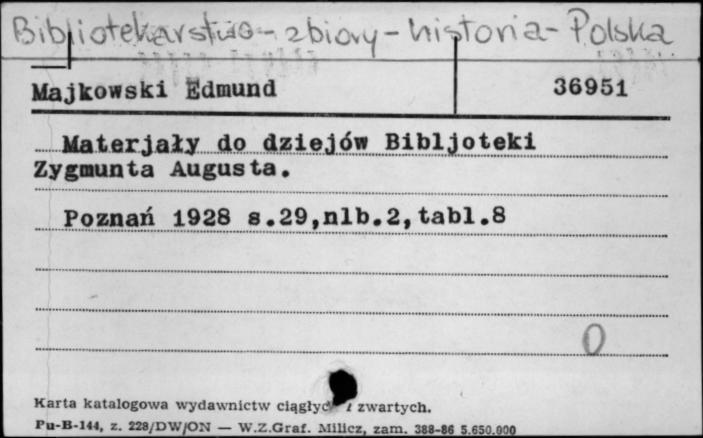 Bibliotekarstwo - zbiory - historia - Polska
Majkowski Edmund 36951
Materjały do dziejów Bibljoteki
Zygmunta Augusta.
Poznań 1928 s.29,nlb.2,tabl.8
0
Karta katalogowa wydawnictw ciągłyc i zwartych.
Pu-B-144, z. 228/DW/ON — W.Z.Graf. Milicz, zam. 388-86 5.650.000